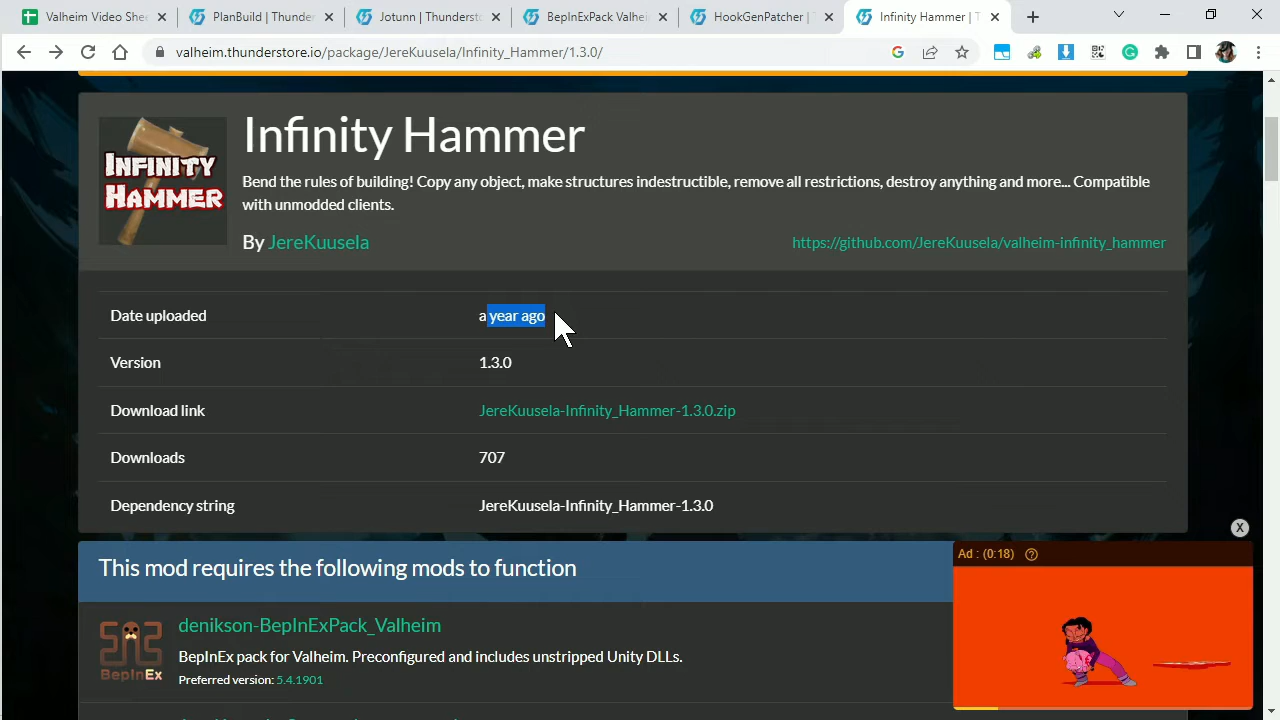 Valheim Video Shee
PlanBuild | Thunder
Jotunn | Thunderst
BepInExPack Valhe
HookGenPatcher |
Infinity Hammer | T
valheim.thunderstore.io/package/JereKuusela/Infinity_Hammer/1.3.0/
INFINITY
HAMMER
Infinity Hammer
Bend the rules of building! Copy any object, make structures indestructible, remove all restrictions, destroy anything and more... Compatible
with unmodded clients.
By JereKuusela
https://github.com/JereKuusela/valheim-infinity_hammer
Date uploaded a year ago
Version 1.3.0
Download link JereKuusela-Infinity_Hammer-1.3.0.zip
Downloads 707
Dependency string JereKuusela-Infinity_Hammer-1.3.0
X
Ad : (0:18)
This mod requires the following mods to function
BepInEx
denikson-BepInExPack_Valheim
BepInEx pack for Valheim. Preconfigured and includes unstripped Unity DLLs.
Preferred version: 5.4.1901